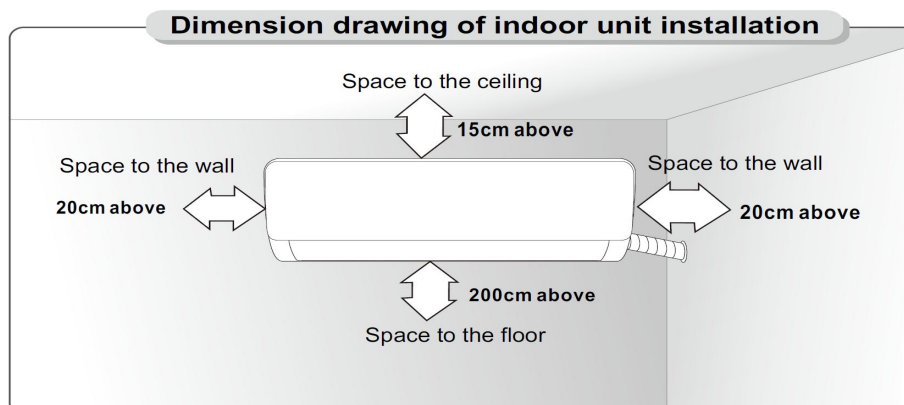 Dimension drawing of indoor unit installation
Space to the ceiling
15cm above
Space to the wall
20cm above
Space to the wall
20cm above
200cm above
Space to the floor